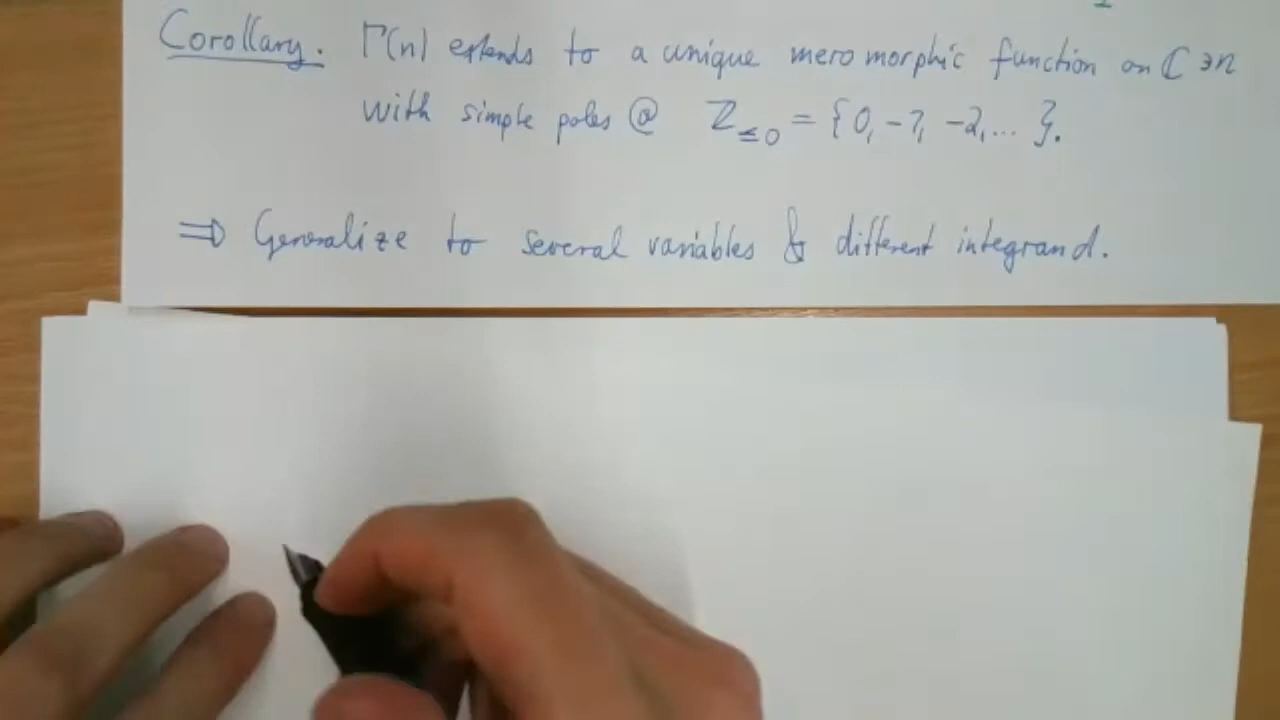 Corollary. Γ(n) extends to a unique meromorphic function on ℂ ∋ n
with simple poles @ ℤ≤0 = {0, -1, -2, ... }.
⇒ Generalize to several variables & different integrand.